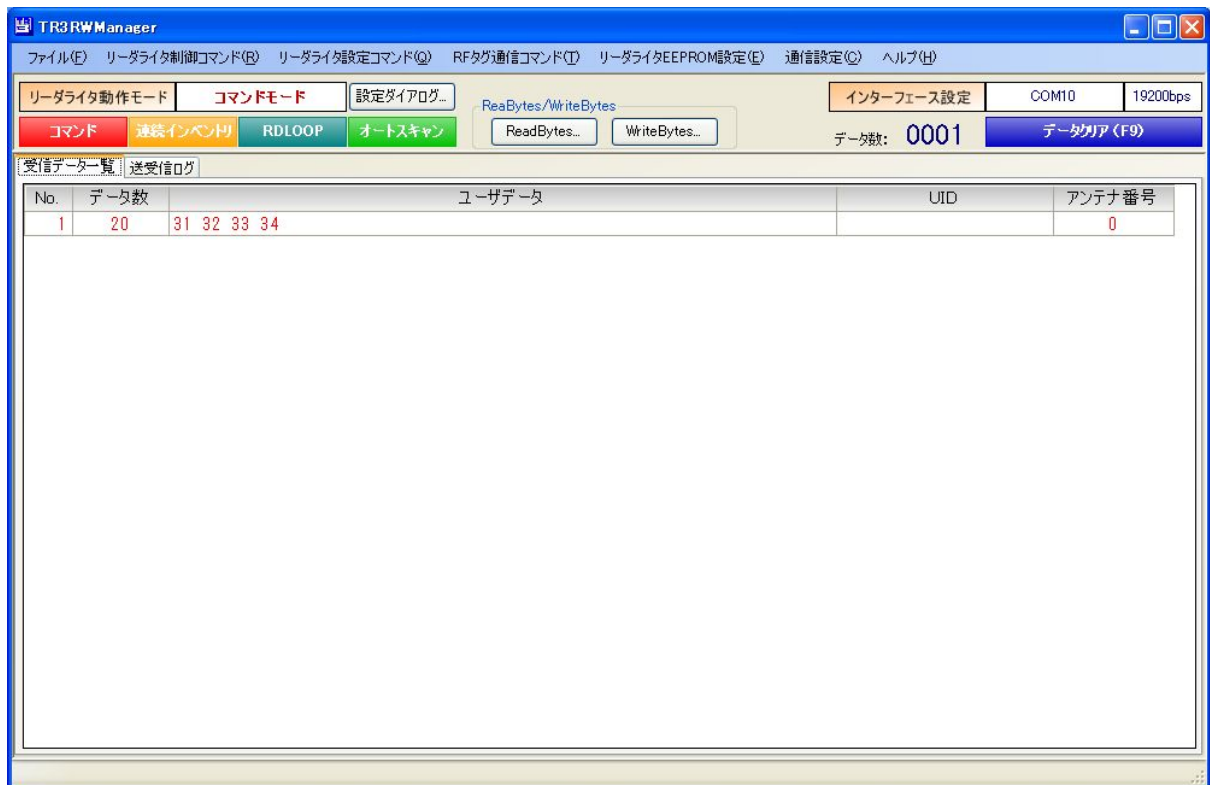 TR3RWManager
ファイル(F) リーダライタ制御コマンド(R) リーダライタ設定コマンド(Q) RFタグ通信コマンド(T) リーダライタEEPROM設定(E) 通信設定(C) ヘルプ(H)
リーダライタ動作モード コマンドモード 設定ダイアログ... ReaBytes/WriteBytes インターフェース設定 COM10 19200bps
コマンド 連続インベントリ RDLOOP オートスキャン ReadBytes... WriteBytes... データ数: 0001 データクリア(F9)
受信データ一覧 送受信ログ
No. データ数 ユーザデータ UID アンテナ番号
1 20 31 32 33 34 0